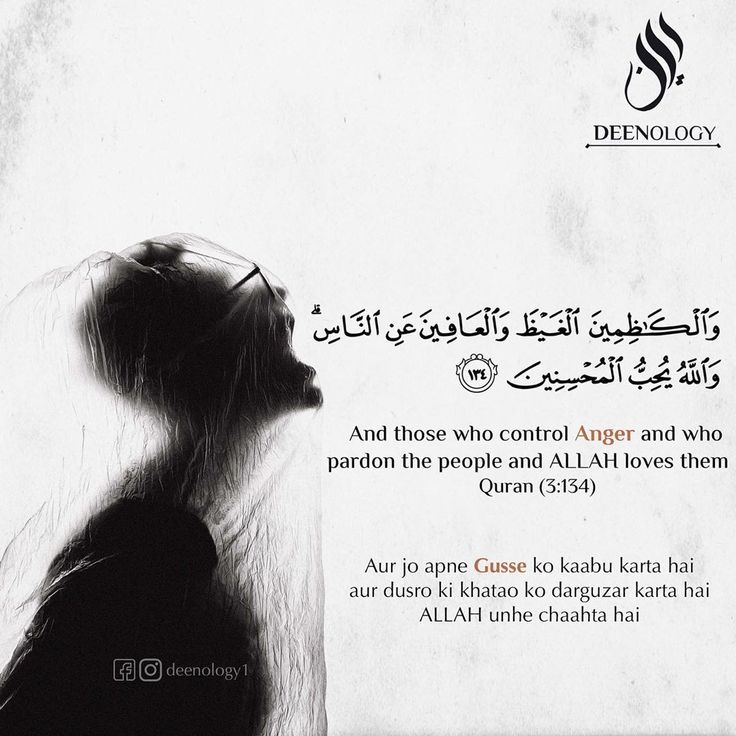 DEENOLOGY
وَٱلْكَٰظِمِينَ ٱلْغَيْظَ وَٱلْعَافِينَ عَنِ ٱلنَّاسِ ۗ
وَٱللَّهُ يُحِبُّ ٱلْمُحْسِنِينَ ١٣٤
And those who control Anger and who
pardon the people and ALLAH loves them
Quran (3:134)
Aur jo apne Gusse ko kaabu karta hai
aur dusro ki khatao ko darguzar karta hai
ALLAH unhe chaahta hai
deenology1